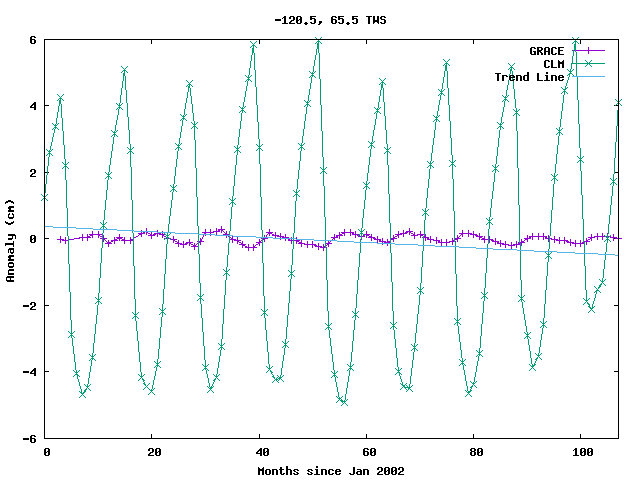 -120.5, 65.5 TWS
GRACE
CLM
Trend Line
Anomaly (cm)
6
4
2
0
-2
-4
-6
0 20 40 60 80 100
Months since Jan 2002